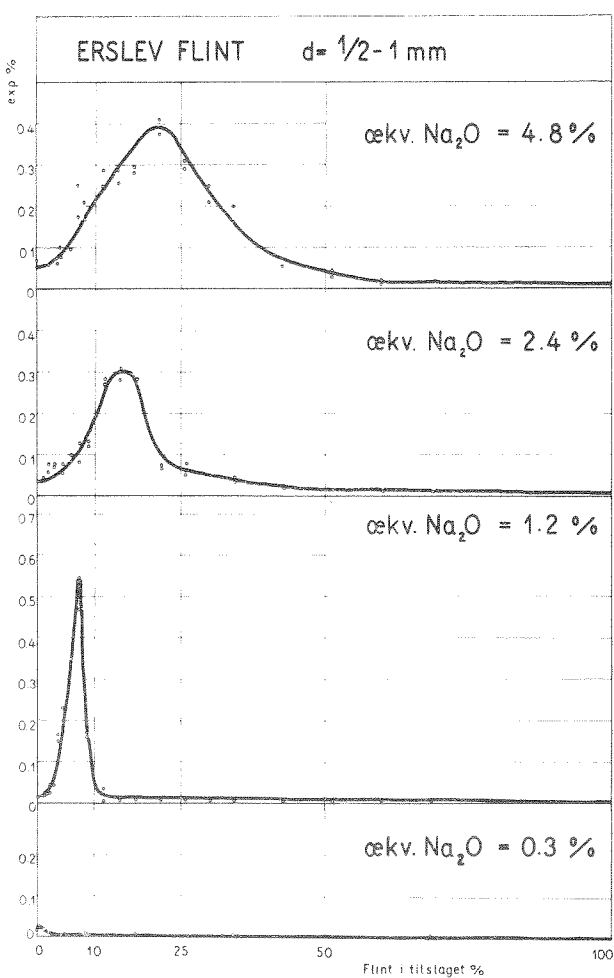 ERSLEV FLINT d= 1/2-1 mm
exp %
œkv. Na₂O = 4.8 %
0.4
0.3
0.2
0.1
0
œkv. Na₂O = 2.4 %
0.4
0.3
0.2
0.1
0
œkv. Na₂O = 1.2 %
0.7
0.6
0.5
0.4
0.3
0.2
0.1
0
œkv. Na₂O = 0.3 %
0.2
0.1
0
0 10 25 50 100
Flint i tilslaget %